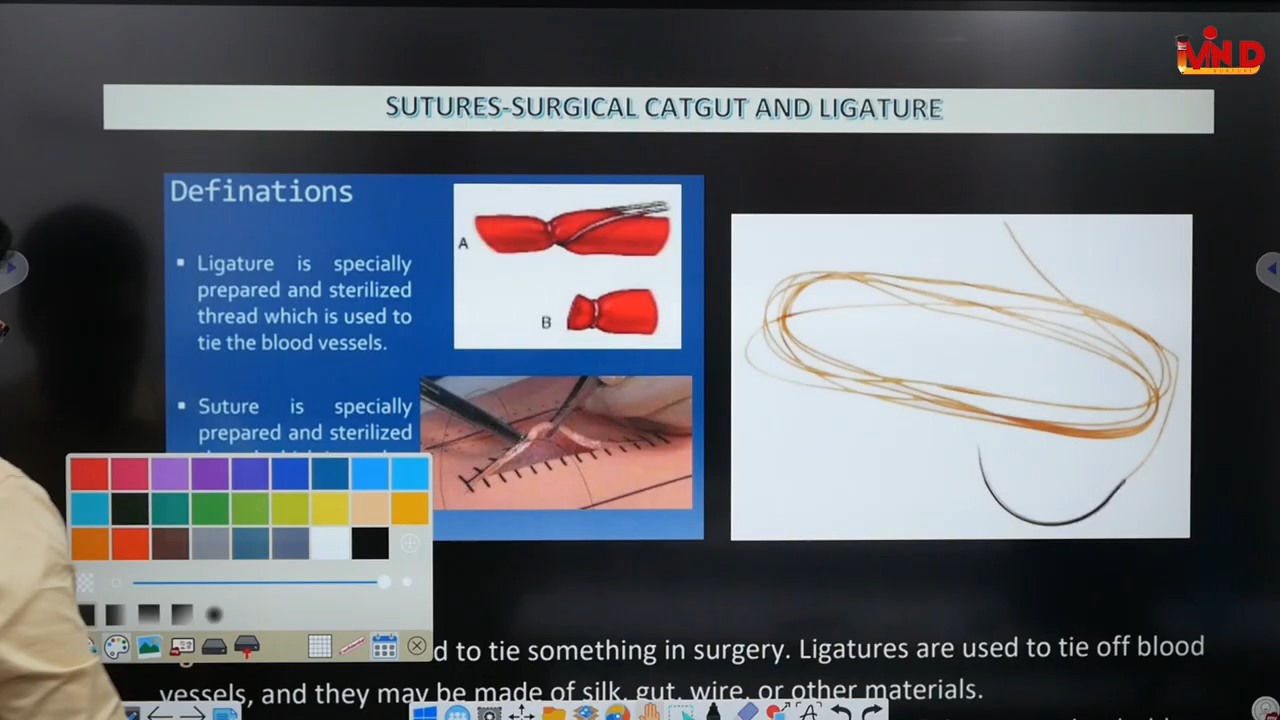 MIND
SUTURES-SURGICAL CATGUT AND LIGATURE
Definations
▪ Ligature is specially
prepared and sterilized
thread which is used to
tie the blood vessels.
▪ Suture is specially
prepared and sterilized
A
B
d to tie something in surgery. Ligatures are used to tie off blood
vessels, and they may be made of silk, gut, wire, or other materials.